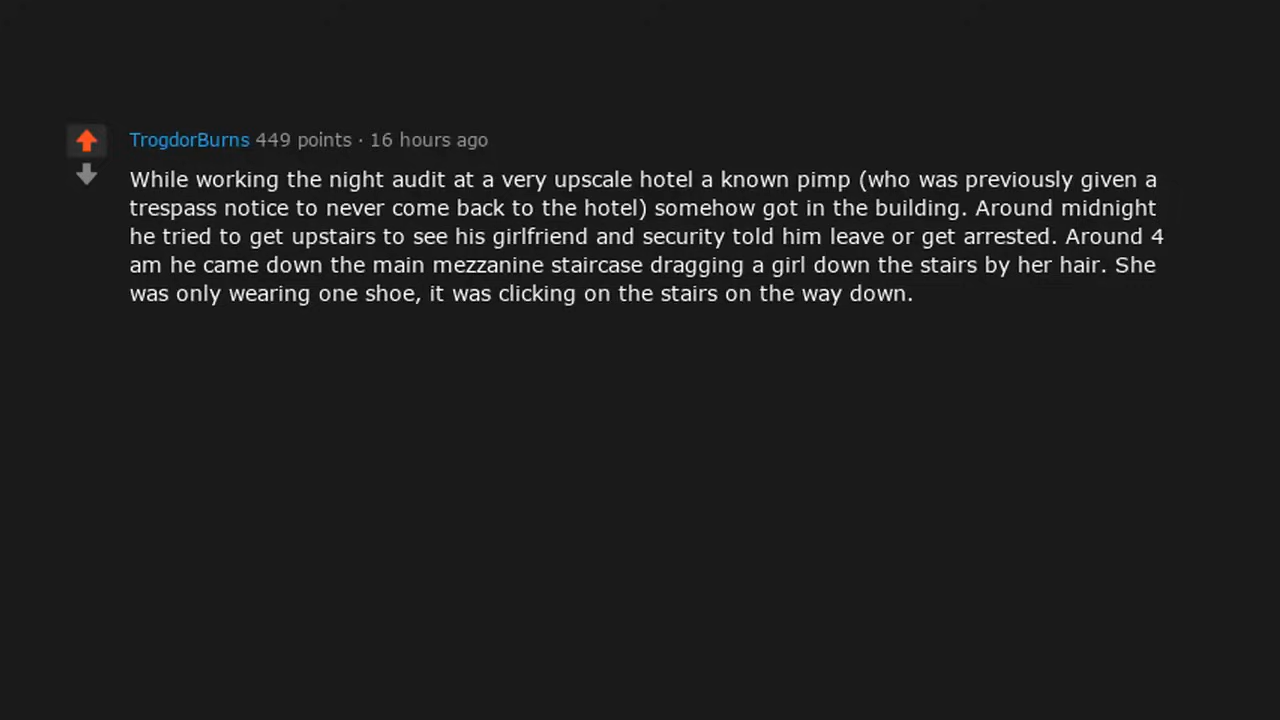 TrogdorBurns 449 points · 16 hours ago
While working the night audit at a very upscale hotel a known pimp (who was previously given a
trespass notice to never come back to the hotel) somehow got in the building. Around midnight
he tried to get upstairs to see his girlfriend and security told him leave or get arrested. Around 4
am he came down the main mezzanine staircase dragging a girl down the stairs by her hair. She
was only wearing one shoe, it was clicking on the stairs on the way down.